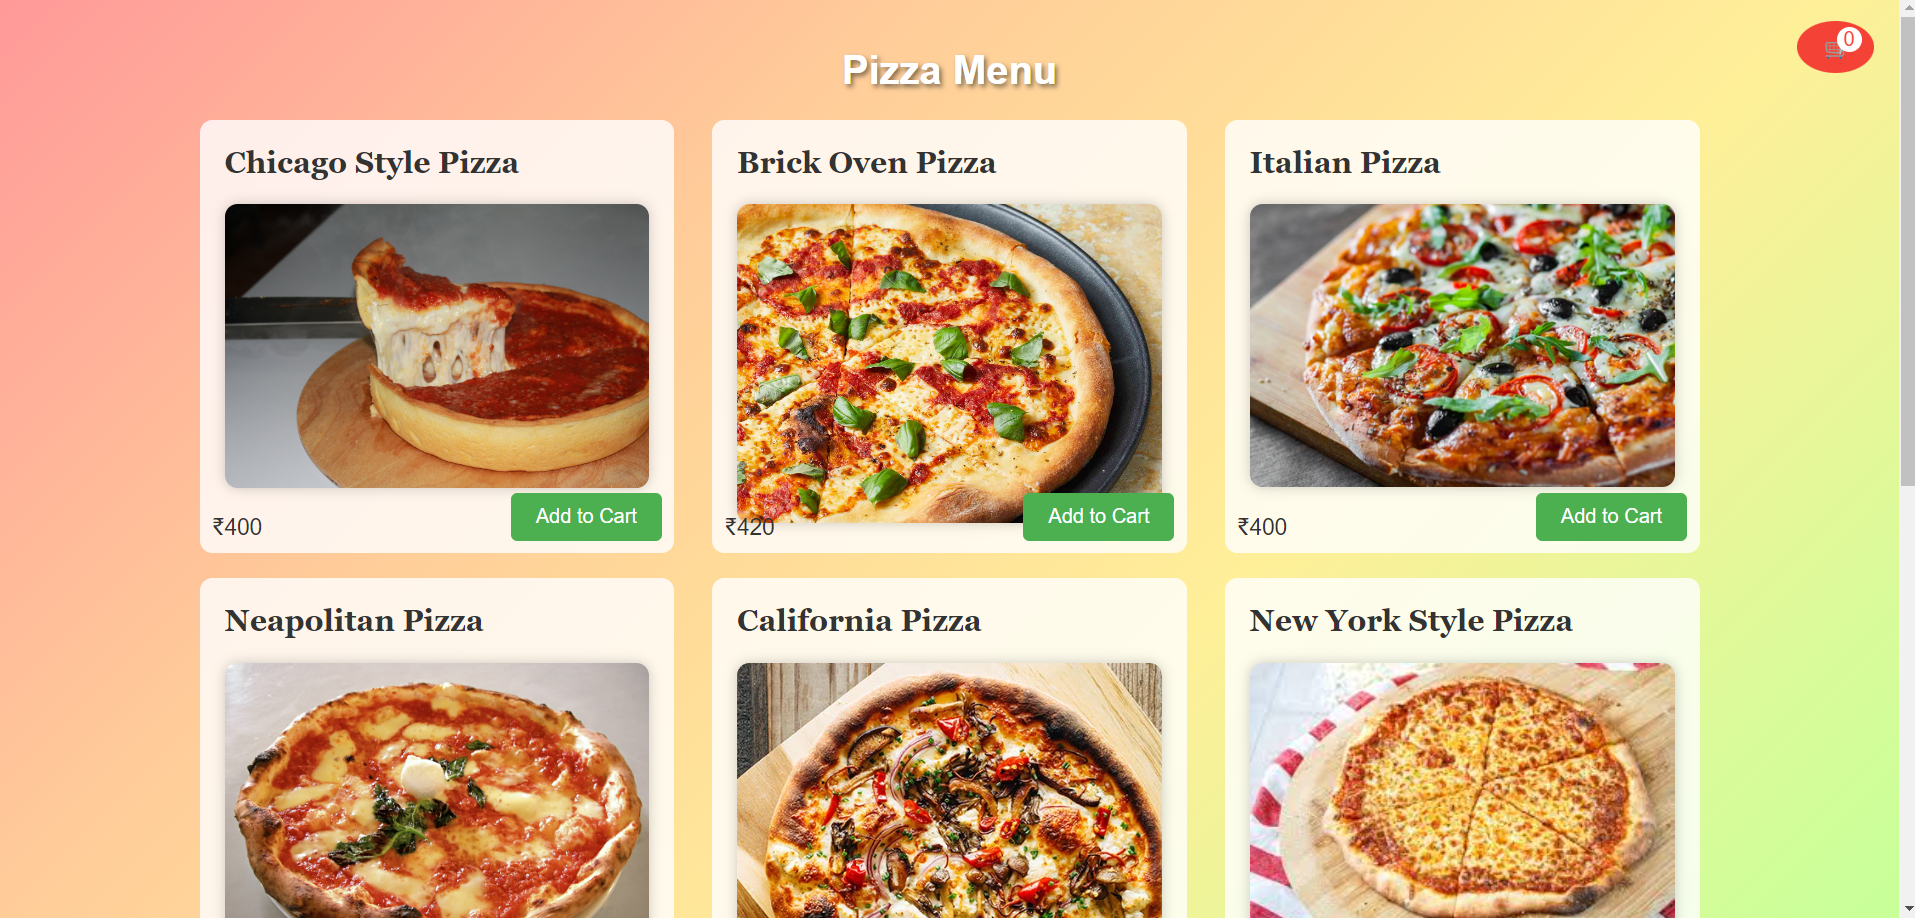 0
Pizza Menu
Chicago Style Pizza
Brick Oven Pizza
Italian Pizza
₹400
Add to Cart
₹420
Add to Cart
₹400
Add to Cart
Neapolitan Pizza
California Pizza
New York Style Pizza